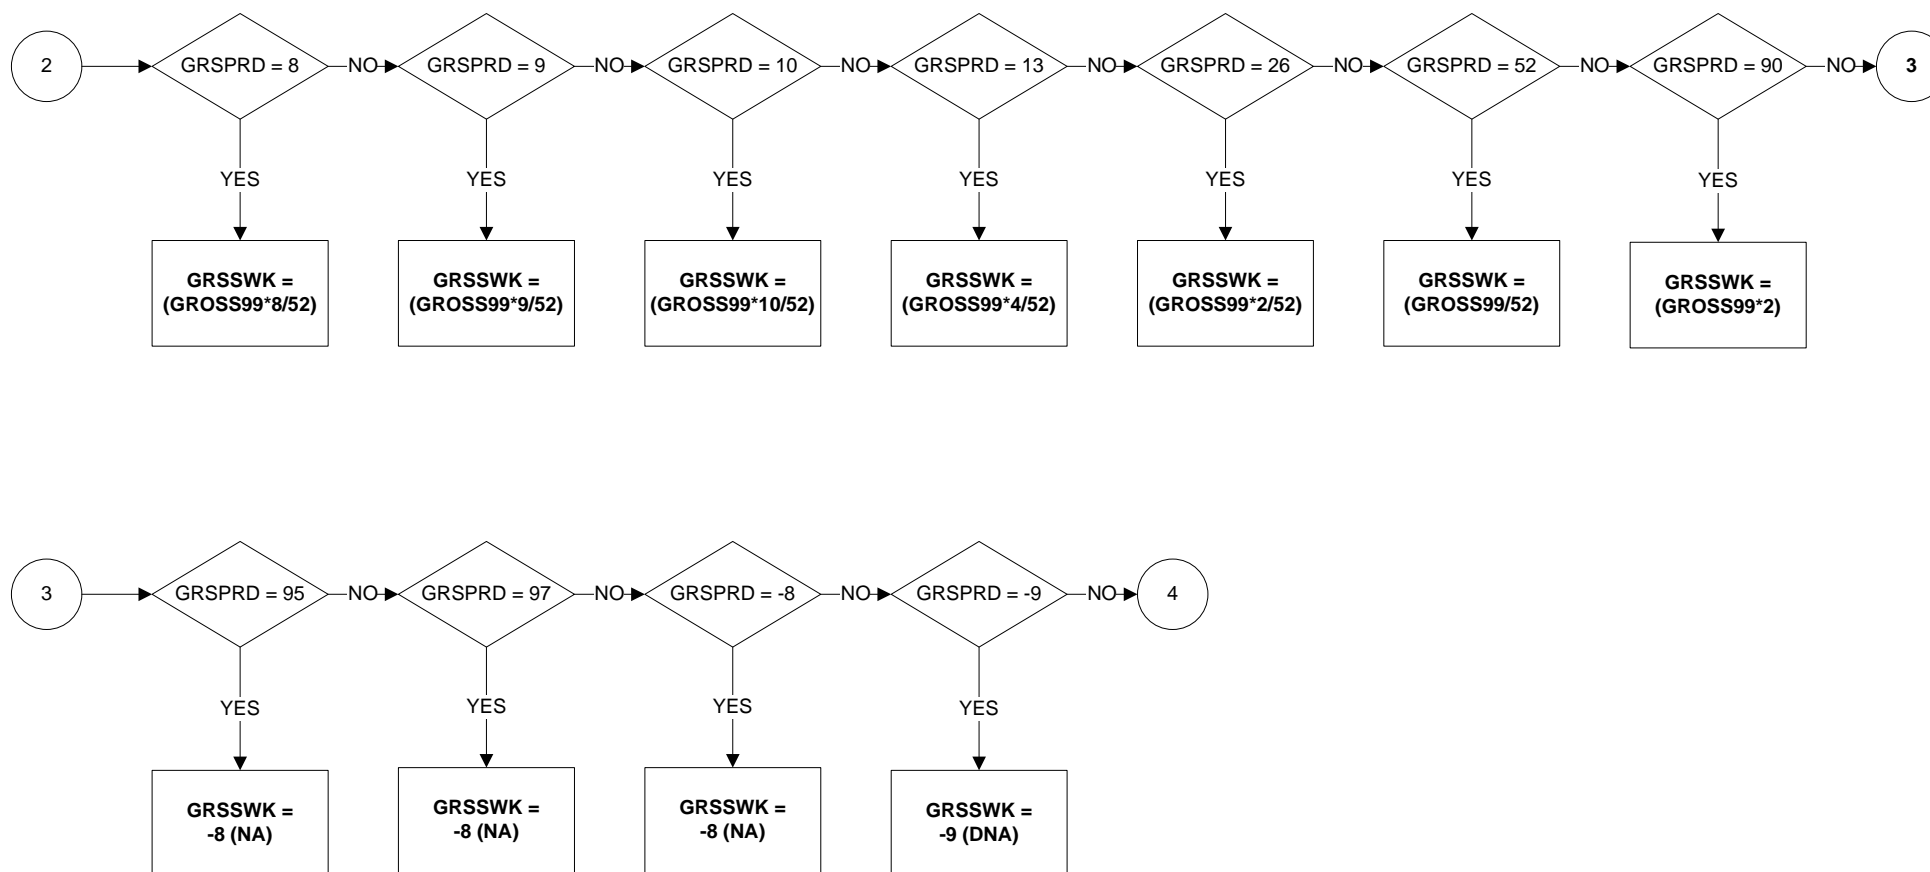 2
GRSPRD = 8
NO
GRSPRD = 9
NO
GRSPRD = 10
NO
GRSPRD = 13
NO
GRSPRD = 26
NO
GRSPRD = 52
NO
GRSPRD = 90
NO
3
YES
YES
YES
YES
YES
YES
YES
GRSSWK =
(GROSS99*8/52)
GRSSWK =
(GROSS99*9/52)
GRSSWK =
(GROSS99*10/52)
GRSSWK =
(GROSS99*4/52)
GRSSWK =
(GROSS99*2/52)
GRSSWK =
(GROSS99/52)
GRSSWK =
(GROSS99*2)
3
GRSPRD = 95
NO
GRSPRD = 97
NO
GRSPRD = -8
NO
GRSPRD = -9
NO
4
YES
YES
YES
YES
GRSSWK =
-8 (NA)
GRSSWK =
-8 (NA)
GRSSWK =
-8 (NA)
GRSSWK =
-9 (DNA)